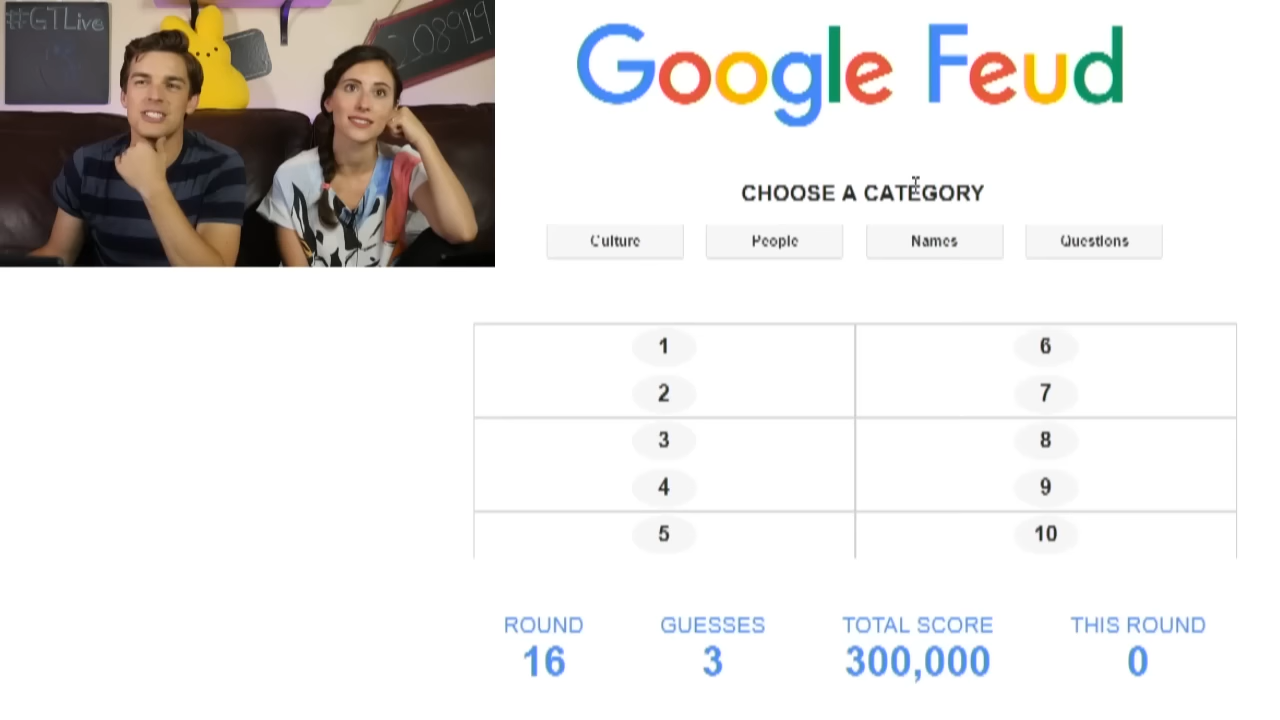 #GTLive
08919
Google Feud
CHOOSE A CATEGORY
Culture People Names Questions
1 6
2 7
3 8
4 9
5 10
ROUND GUESSES TOTAL SCORE THIS ROUND
16 3 300,000 0